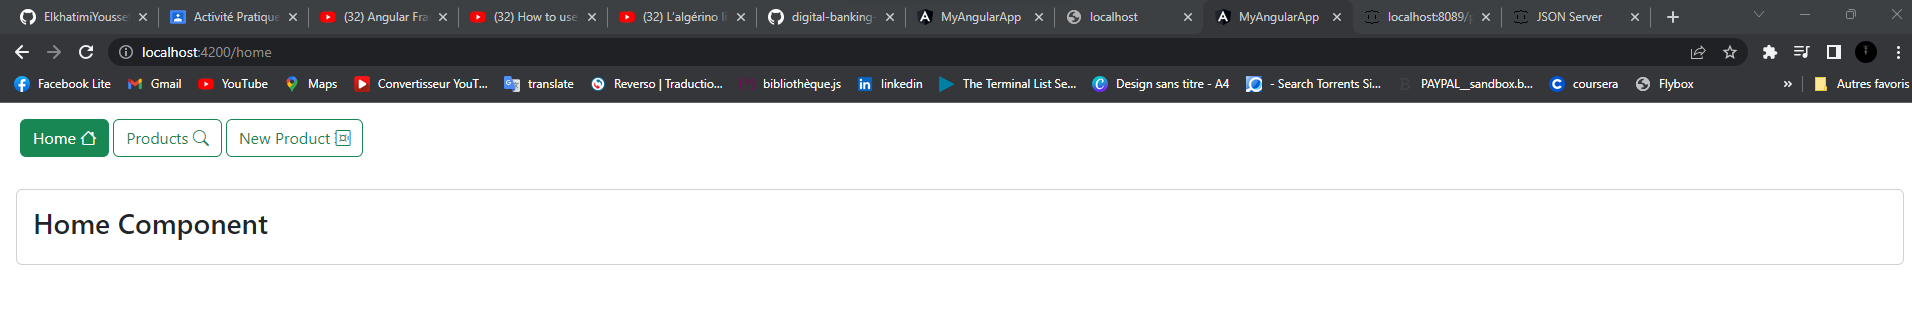 ElkhatimiYousse
Activité Pratique
(32) Angular Fra
(32) How to use
(32) L'algérino li
digital-banking-
MyAngularApp
localhost
MyAngularApp
localhost:8089/p
JSON Server
localhost:4200/home
Facebook Lite
Gmail
YouTube
Maps
Convertisseur YouT...
translate
Reverso | Traductio...
bibliothèque.js
linkedin
The Terminal List Se...
Design sans titre - A4
- Search Torrents Si...
PAYPAL__sandbox.b...
coursera
Flybox
»
Autres favoris
Home
Products
New Product
Home Component